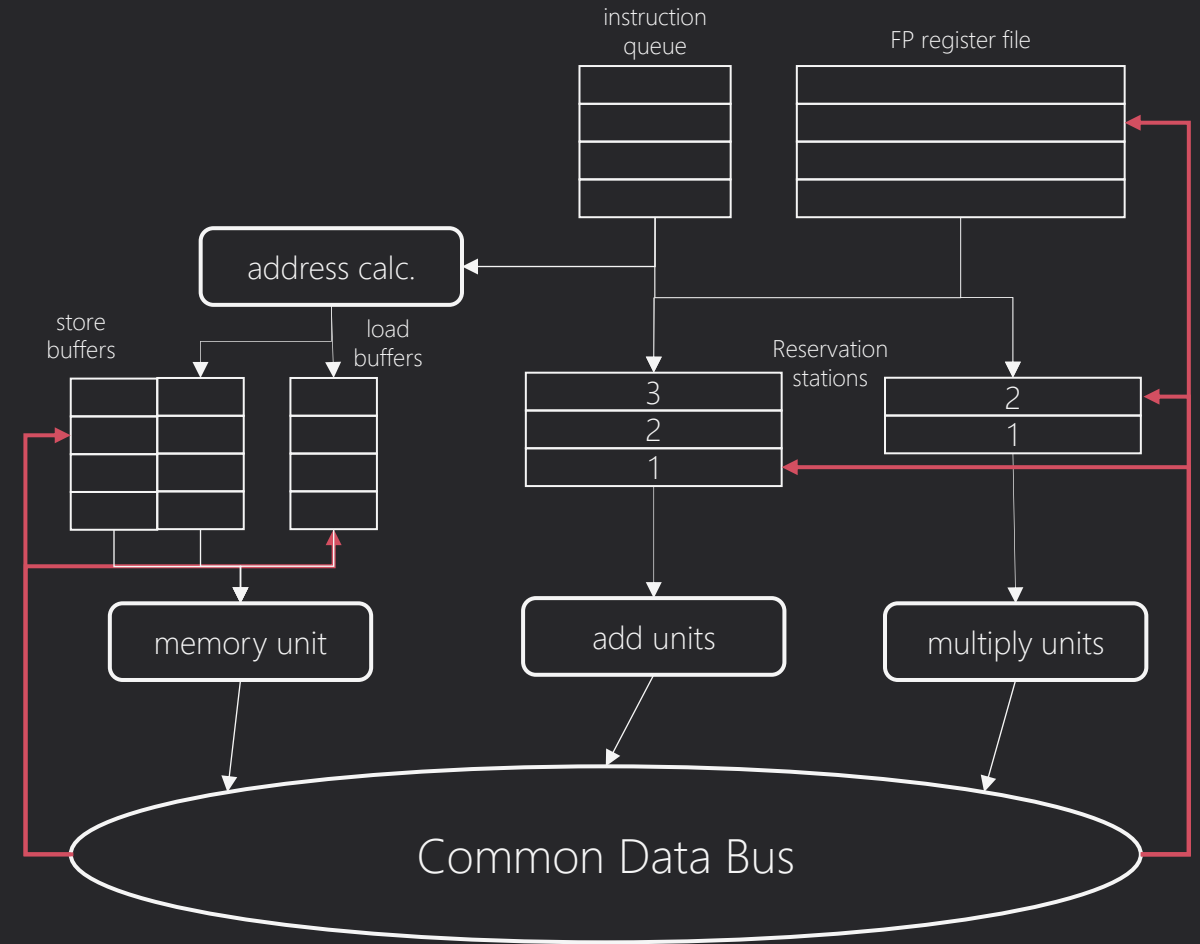 instruction
queue
FP register file
address calc.
store
buffers
load
buffers
Reservation
stations
3
2
1
2
1
memory unit
add units
multiply units
Common Data Bus